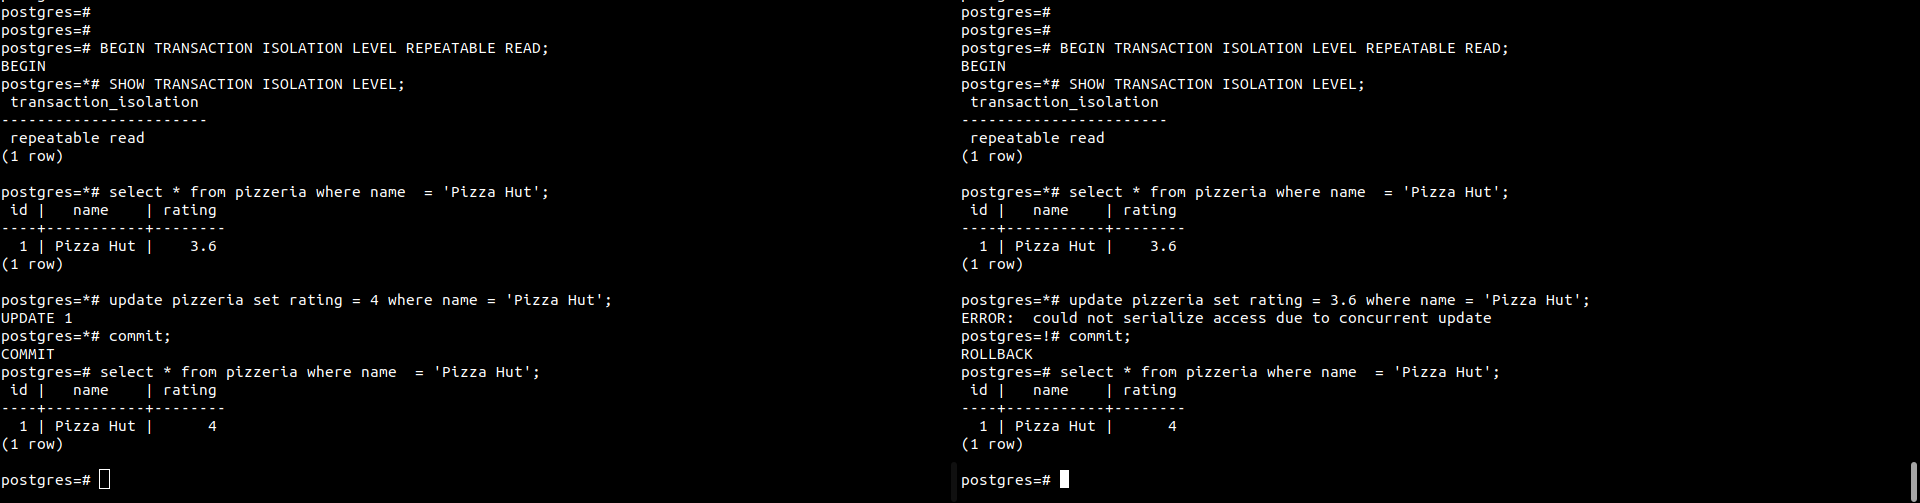 postgres=#
postgres=#
postgres=# BEGIN TRANSACTION ISOLATION LEVEL REPEATABLE READ;
BEGIN
postgres=*# SHOW TRANSACTION ISOLATION LEVEL;
 transaction_isolation
-----------------------
 repeatable read
(1 row)

postgres=*# select * from pizzeria where name  = 'Pizza Hut';
 id |   name    | rating
----+-----------+--------
  1 | Pizza Hut |    3.6
(1 row)

postgres=*# update pizzeria set rating = 4 where name = 'Pizza Hut';
UPDATE 1
postgres=*# commit;
COMMIT
postgres=# select * from pizzeria where name  = 'Pizza Hut';
 id |   name    | rating
----+-----------+--------
  1 | Pizza Hut |      4
(1 row)

postgres=#
postgres=#
postgres=#
postgres=# BEGIN TRANSACTION ISOLATION LEVEL REPEATABLE READ;
BEGIN
postgres=*# SHOW TRANSACTION ISOLATION LEVEL;
 transaction_isolation
-----------------------
 repeatable read
(1 row)

postgres=*# select * from pizzeria where name  = 'Pizza Hut';
 id |   name    | rating
----+-----------+--------
  1 | Pizza Hut |    3.6
(1 row)

postgres=*# update pizzeria set rating = 3.6 where name = 'Pizza Hut';
ERROR:  could not serialize access due to concurrent update
postgres=!# commit;
ROLLBACK
postgres=# select * from pizzeria where name  = 'Pizza Hut';
 id |   name    | rating
----+-----------+--------
  1 | Pizza Hut |      4
(1 row)

postgres=#